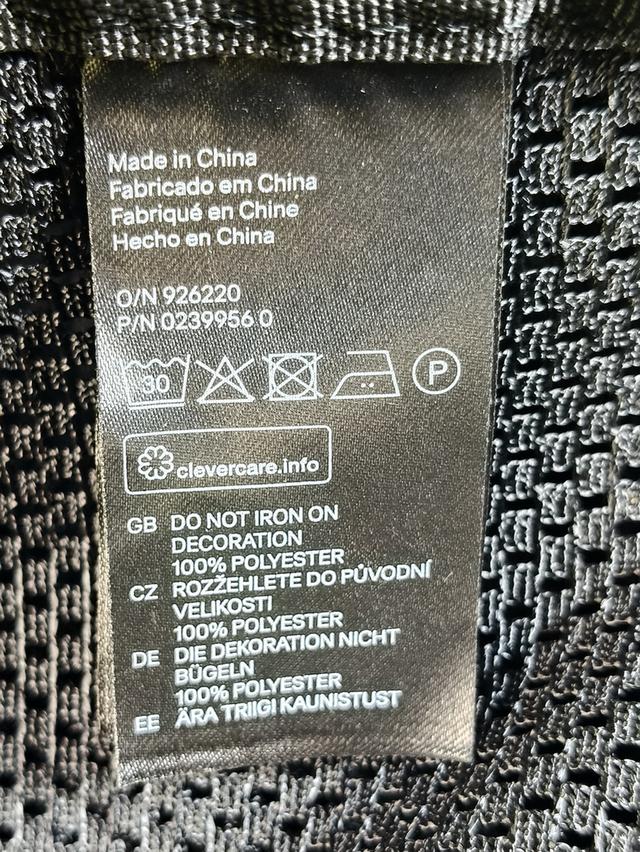 Made in China
Fabricado em China
Fabriqué en Chine
Hecho en China
O/N 926220
P/N 0239956 0
30 P
clevercare.info
GB DO NOT IRON ON
DECORATION
100% POLYESTER
CZ ROZŽEHLETE DO PŮVODNÍ
VELIKOSTI
100% POLYESTER
DE DIE DEKORATION NICHT
BÜGELN
100% POLYESTER
EE ÄRA TRIIGI KAUNISTUST